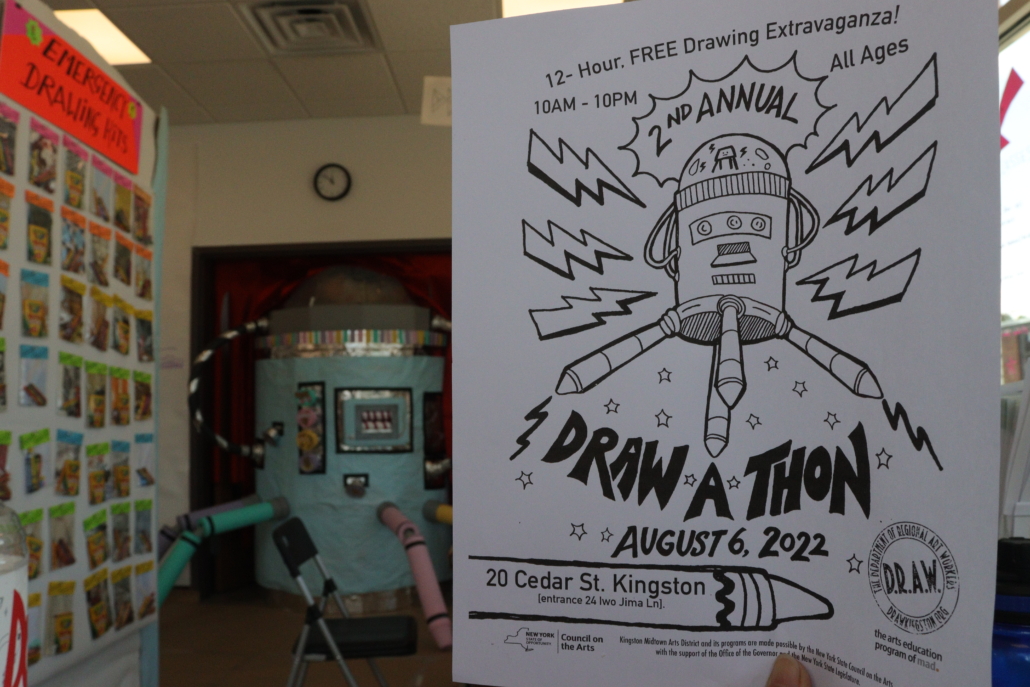 EMERGENCY
DRAWING KITS
12- Hour. FREE Drawing Extravaganza!
10AM - 10PM
All Ages
2ND ANNUAL
DRAW A THON
AUGUST 6, 2022
20 Cedar St. Kingston
[entrance 24 Iwo Jima Ln].
THE DEPARTMENT OF REGIONAL ART WORKERS
D.R.A.W.
DRAWKINGSTON.ORG
the arts education
program of mad.
NEW YORK
STATE OF
OPPORTUNITY
Council on
the Arts
Kingston Midtown Arts District and its programs are made possible by the New York State Council on the Arts
with the support of the Office of the Governor and the New York State Legislature.